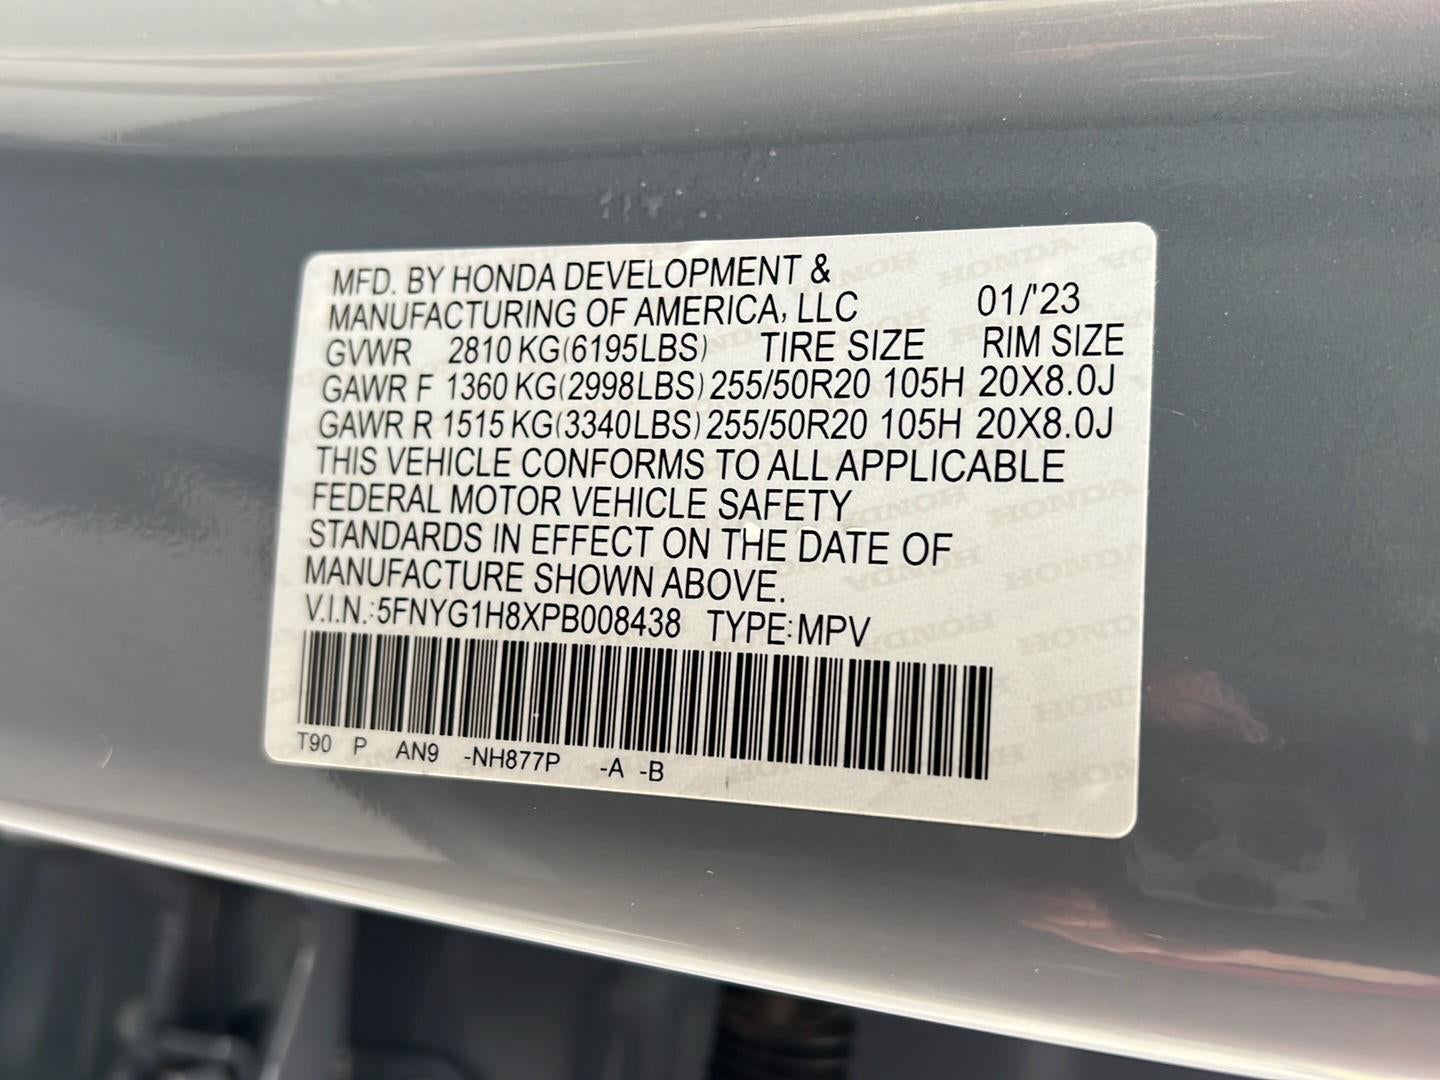 MFD. BY HONDA DEVELOPMENT &
MANUFACTURING OF AMERICA, LLC 01/'23
GVWR 2810 KG(6195LBS) TIRE SIZE RIM SIZE
GAWR F 1360 KG(2998LBS) 255/50R20 105H 20X8.0J
GAWR R 1515 KG(3340LBS) 255/50R20 105H 20X8.0J
THIS VEHICLE CONFORMS TO ALL APPLICABLE
FEDERAL MOTOR VEHICLE SAFETY
STANDARDS IN EFFECT ON THE DATE OF
MANUFACTURE SHOWN ABOVE.
V.I.N.:5FNYG1H8XPB008438 TYPE:MPV
T90 P AN9 -NH877P -A -B